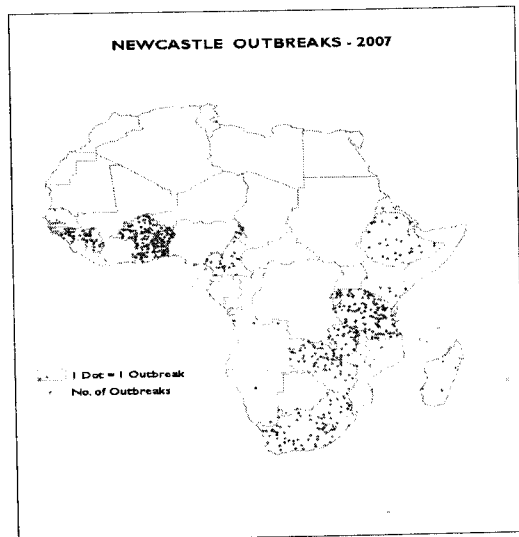 NEWCASTLE OUTBREAKS - 2007
1 Dot = 1 Outbreak
No. of Outbreaks